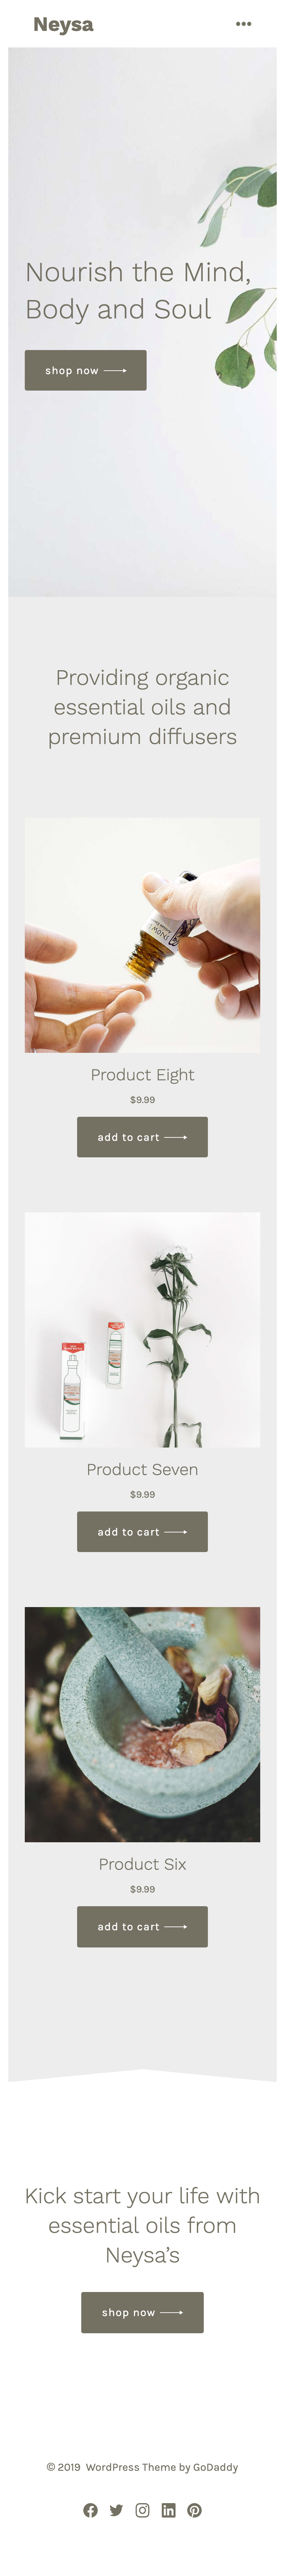 Neysa
Nourish the Mind,
Body and Soul
shop now
Providing organic
essential oils and
premium diffusers
Product Eight
$9.99
add to cart
Product Seven
$9.99
add to cart
Product Six
$9.99
add to cart
Kick start your life with
essential oils from
Neysa’s
shop now
© 2019 WordPress Theme by GoDaddy